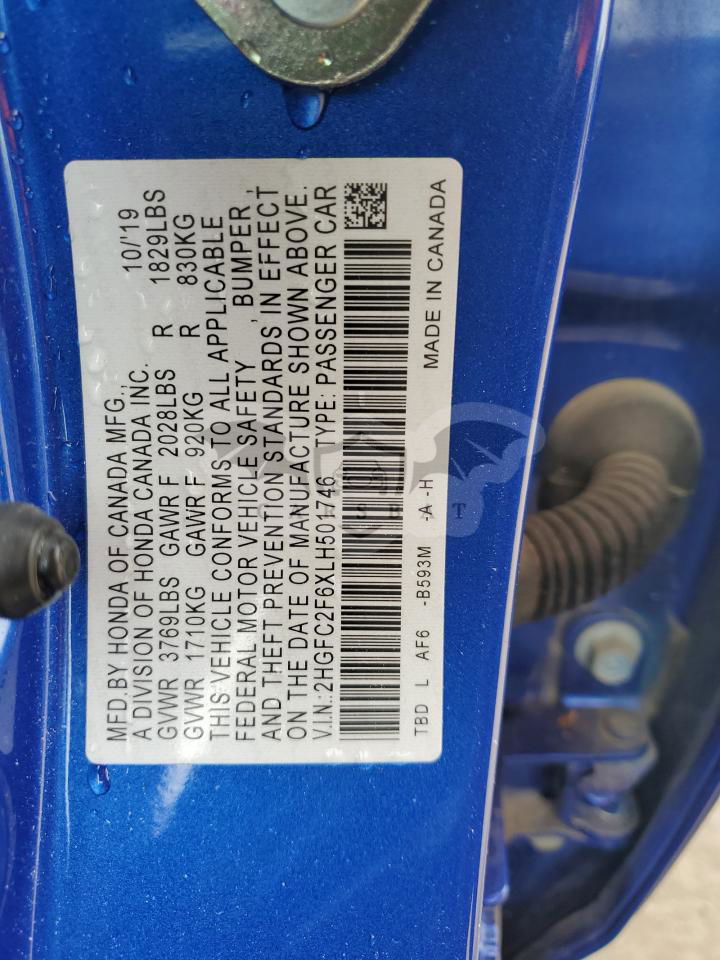 MFD.BY HONDA OF CANADA MFG., 10/'19
A DIVISION OF HONDA CANADA INC.
GVWR 3769LBS GAWR F 2028LBS R 1829LBS
GVWR 1710KG GAWR F 920KG R 830KG
THIS VEHICLE CONFORMS TO ALL APPLICABLE
FEDERAL MOTOR VEHICLE SAFETY , BUMPER ,
AND THEFT PREVENTION STANDARDS IN EFFECT
ON THE DATE OF MANUFACTURE SHOWN ABOVE.
V.I.N.:2HGFC2F6XLH501746 TYPE: PASSENGER CAR
TBD L AF6 -B593M -A -H MADE IN CANADA